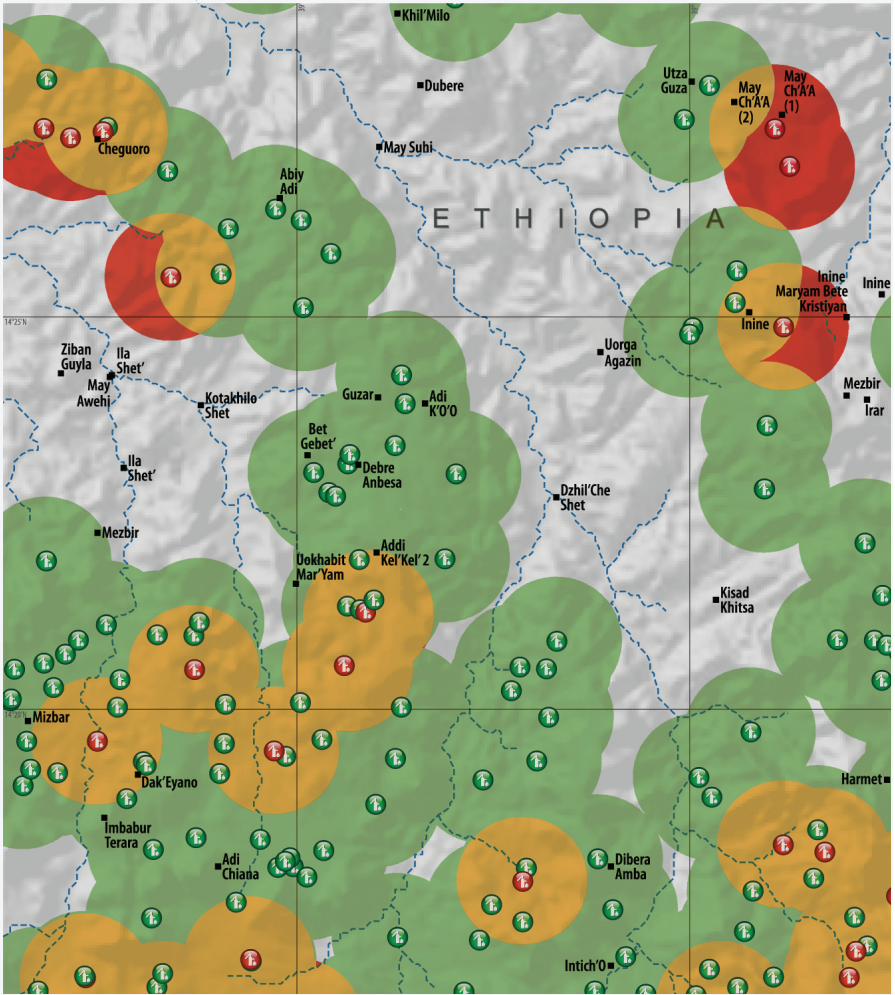 39°
Khil'Milo
Dubere
Utza
Guza
May
Ch'A'A
(2)
May
Ch'A'A
(1)
Cheguoro
May Suhi
Abiy
Adi
ETHIOPIA
Inine
Maryam Bete
Kristiyan
Inine
Inine
14°25'N
Ziban
Guyla
Ila
Shet'
May
Awehi
Kotakhilo
Shet
Uorga
Agazin
Guzar
Adi
K'O'O
Mezbir
Irar
Bet
Gebet'
Debre
Anbesa
Ila
Shet'
Dzhil'Che
Shet
Mezbir
Addi
Kel'Kel' 2
Uokhabit
Mar'Yam
Kisad
Khitsa
14°20'N
Mizbar
Dak'Eyano
Harmet
Imbabur
Terara
Adi
Chiana
Dibera
Amba
Intich'O